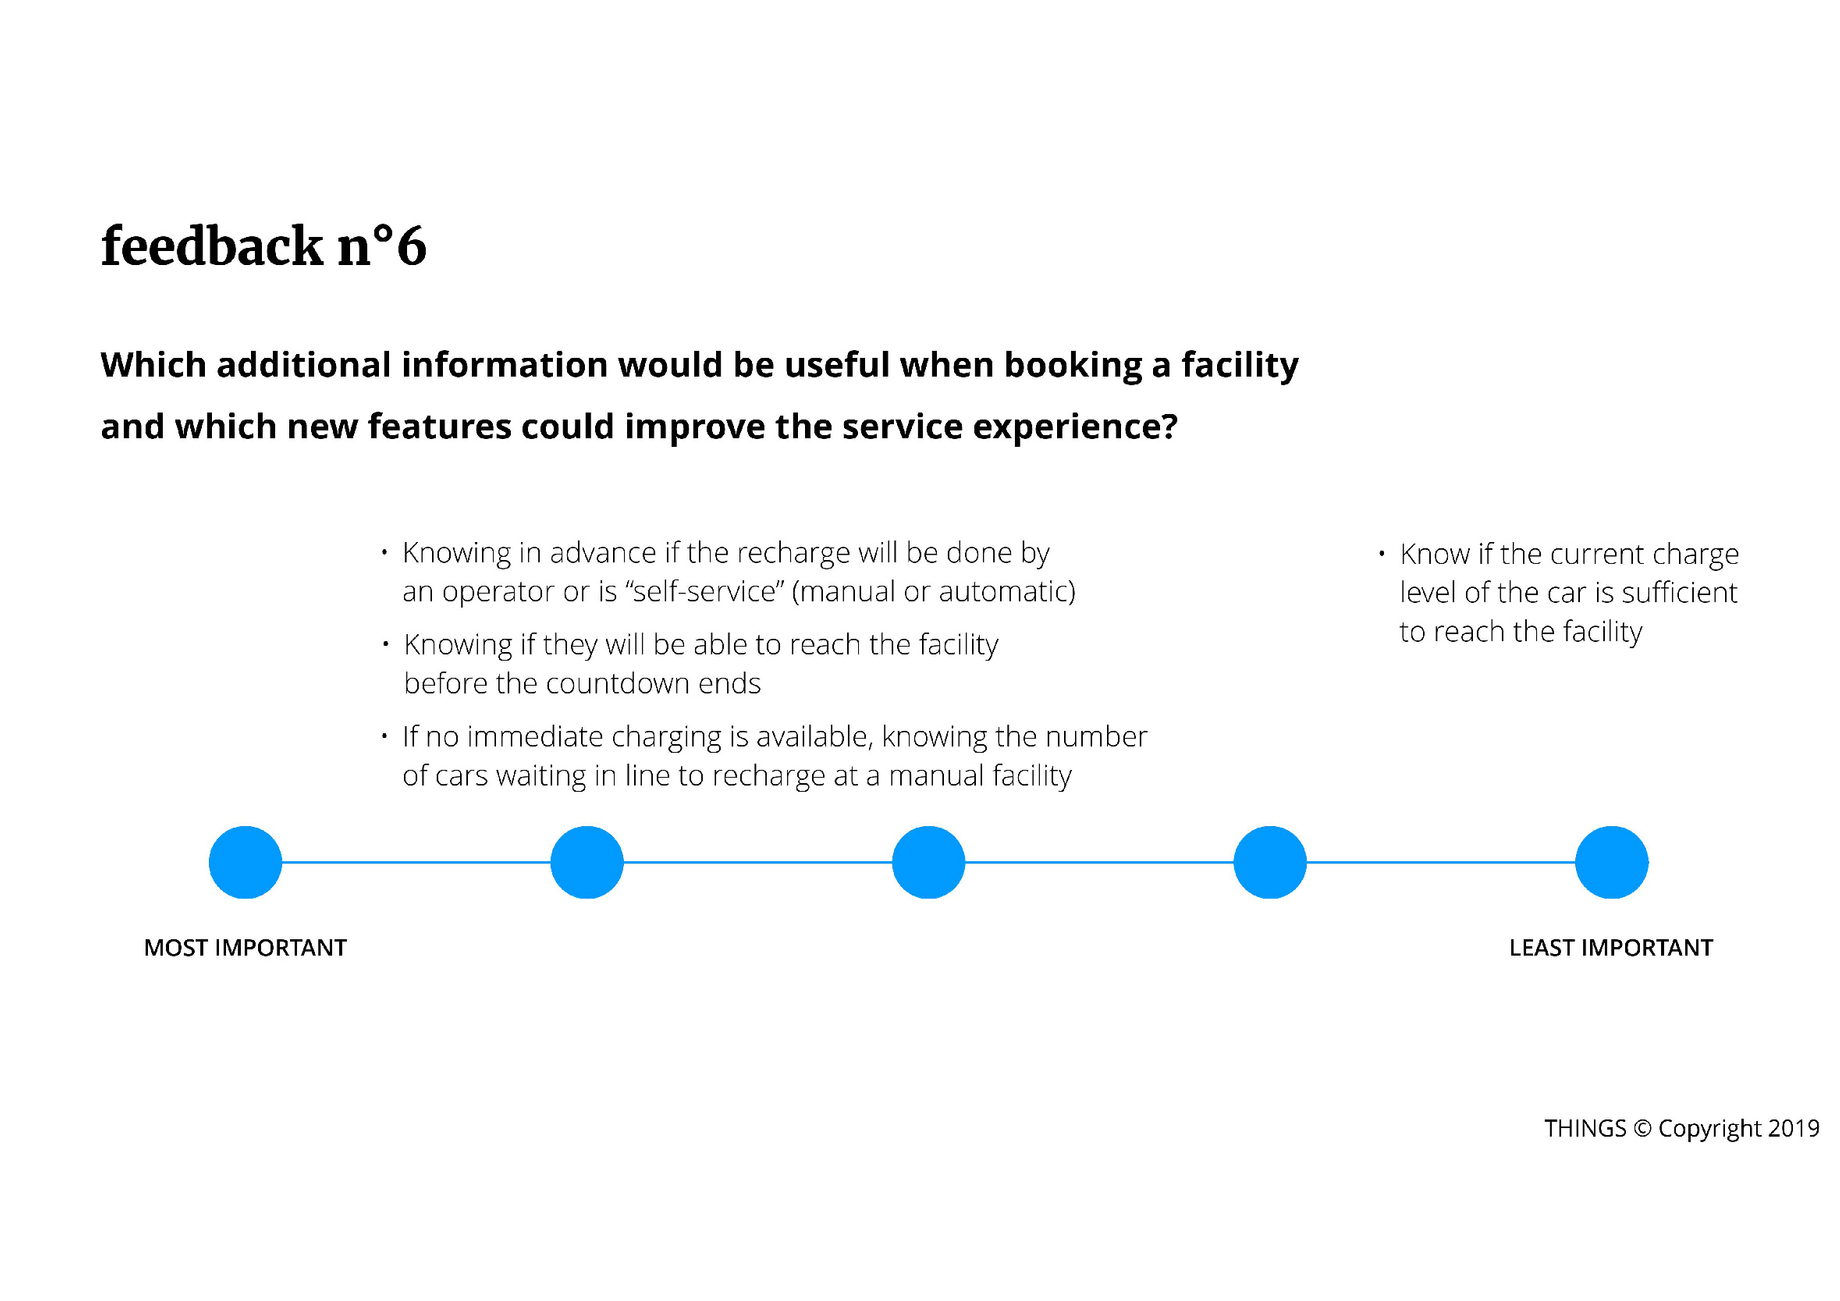 feedback n°6
Which additional information would be useful when booking a facility
and which new features could improve the service experience?
• Knowing in advance if the recharge will be done by
an operator or is “self-service” (manual or automatic)
• Knowing if they will be able to reach the facility
before the countdown ends
• If no immediate charging is available, knowing the number
of cars waiting in line to recharge at a manual facility
• Know if the current charge
level of the car is sufficient
to reach the facility
MOST IMPORTANT
LEAST IMPORTANT
THINGS © Copyright 2019